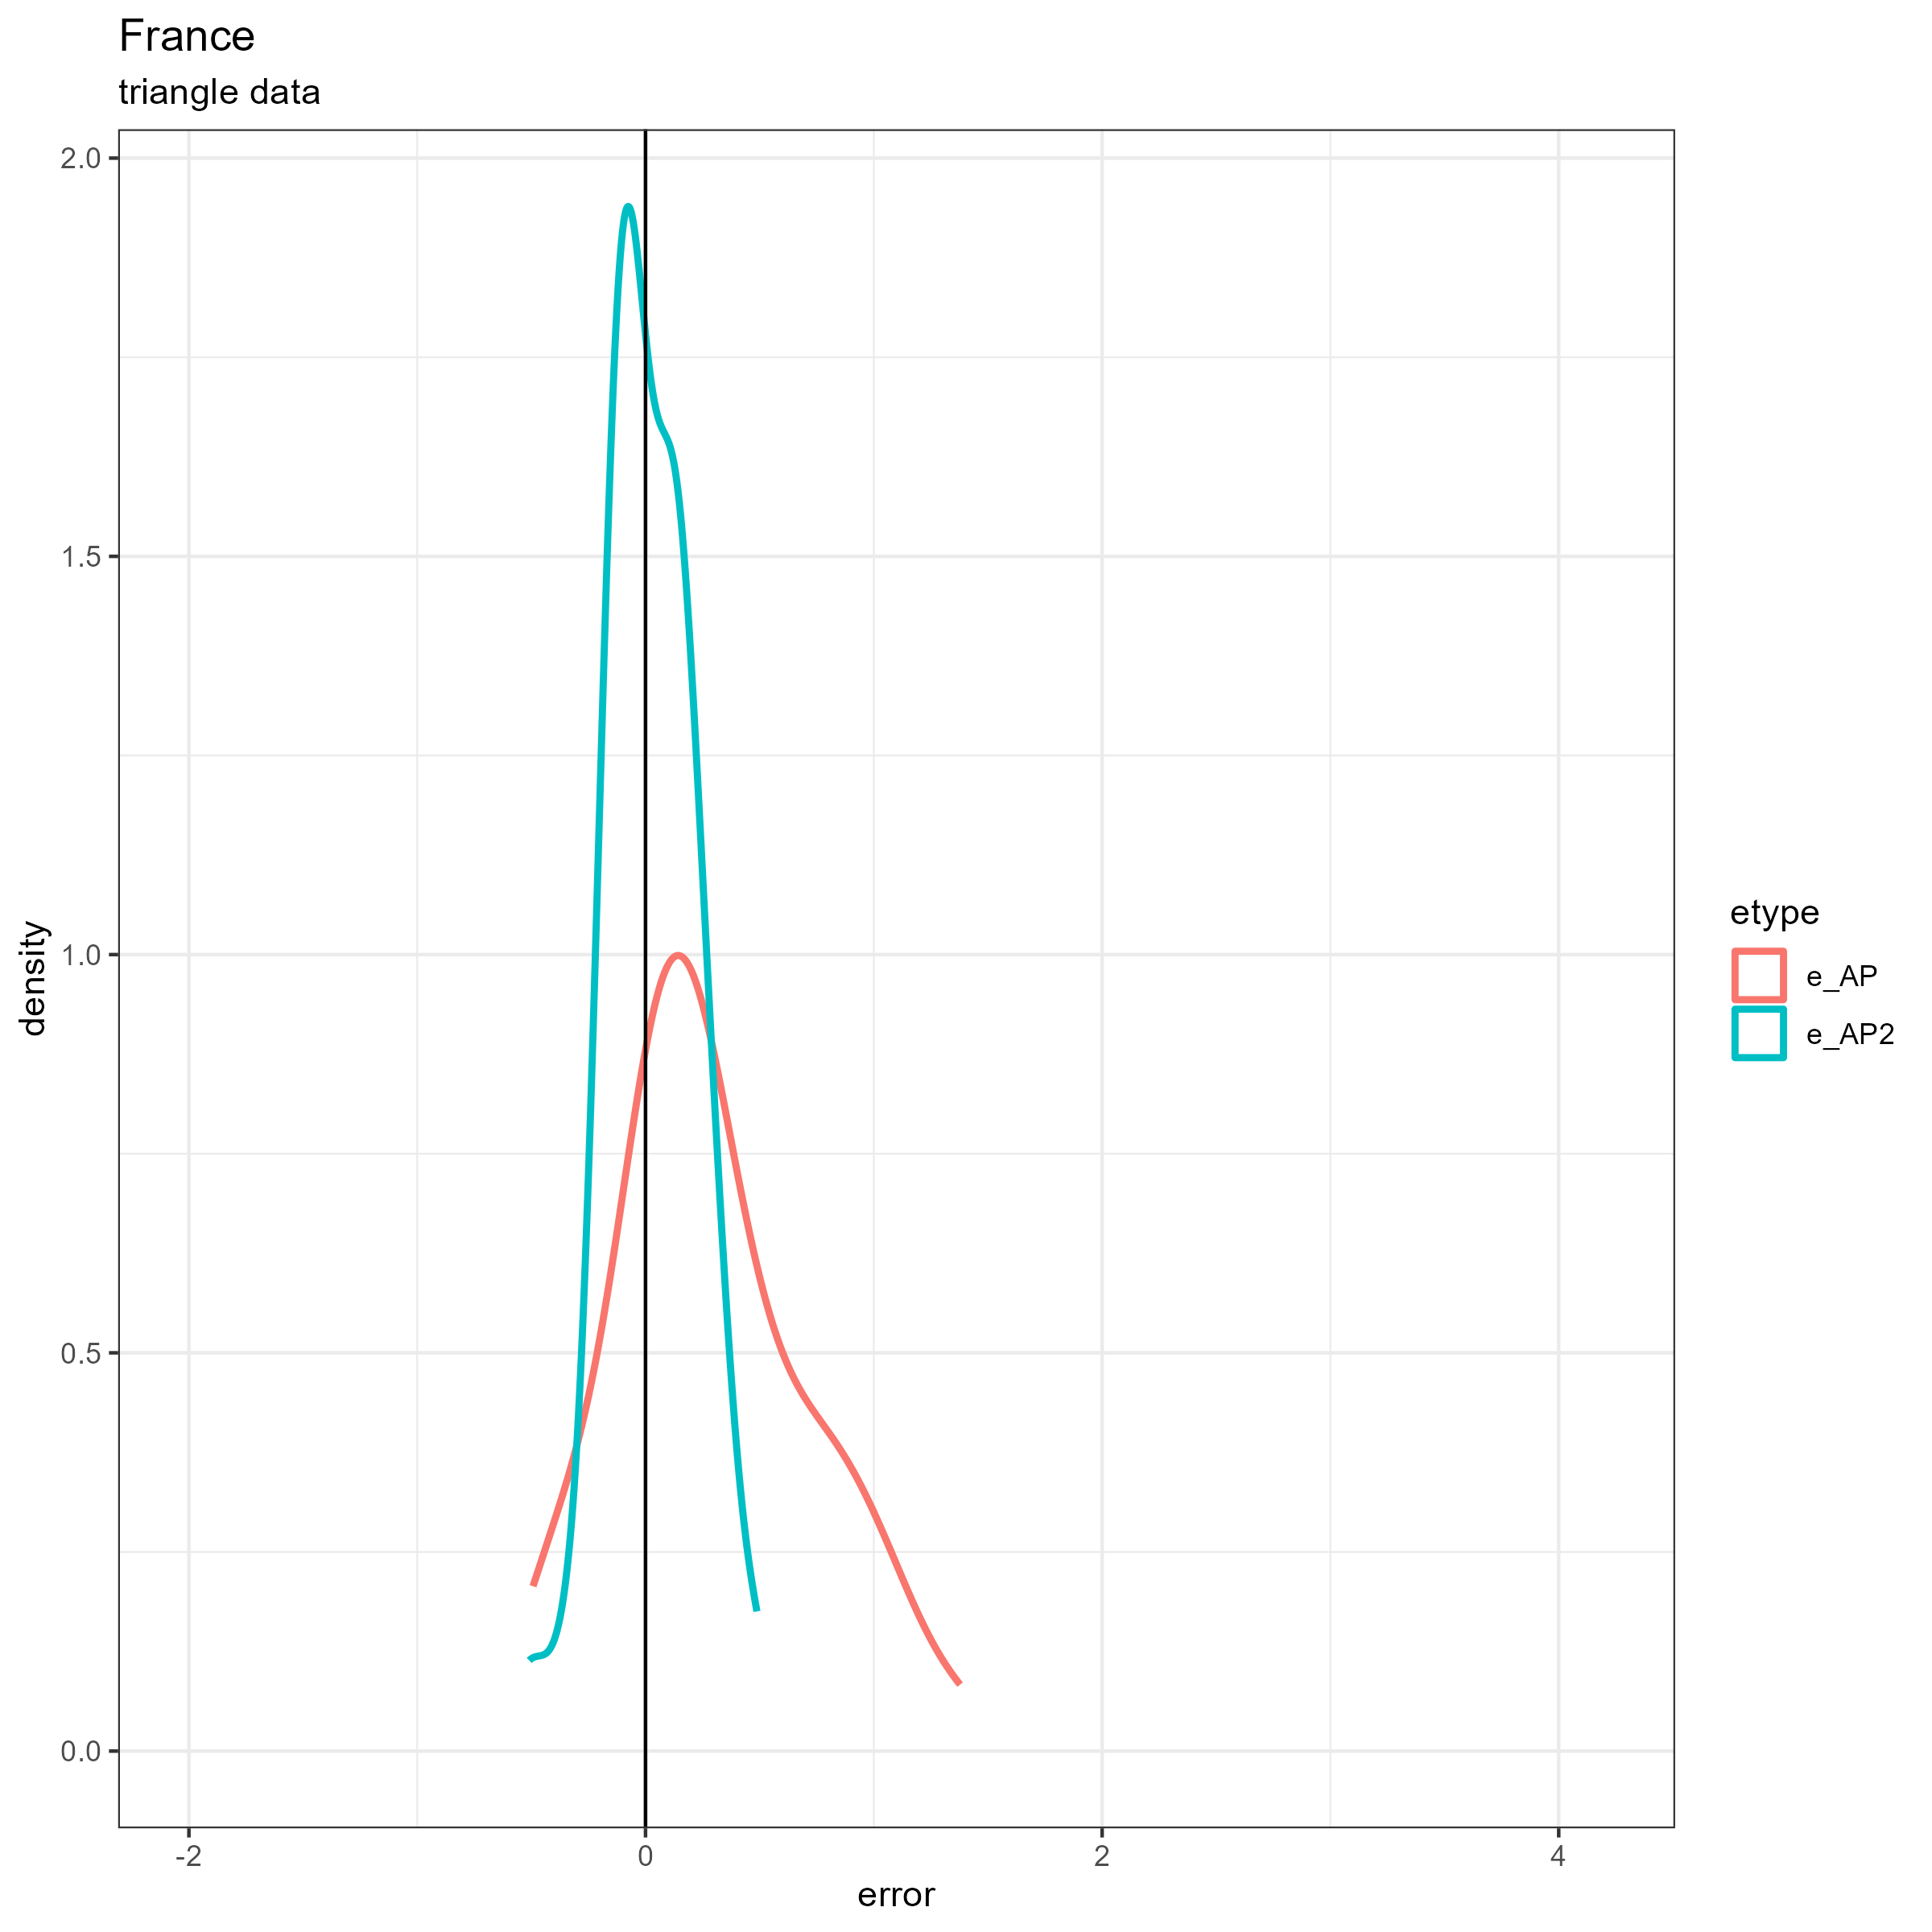 France
triangle data
2.0
1.5
1.0
0.5
0.0
density
-2
0
2
4
error
etype
e_AP
e_AP2